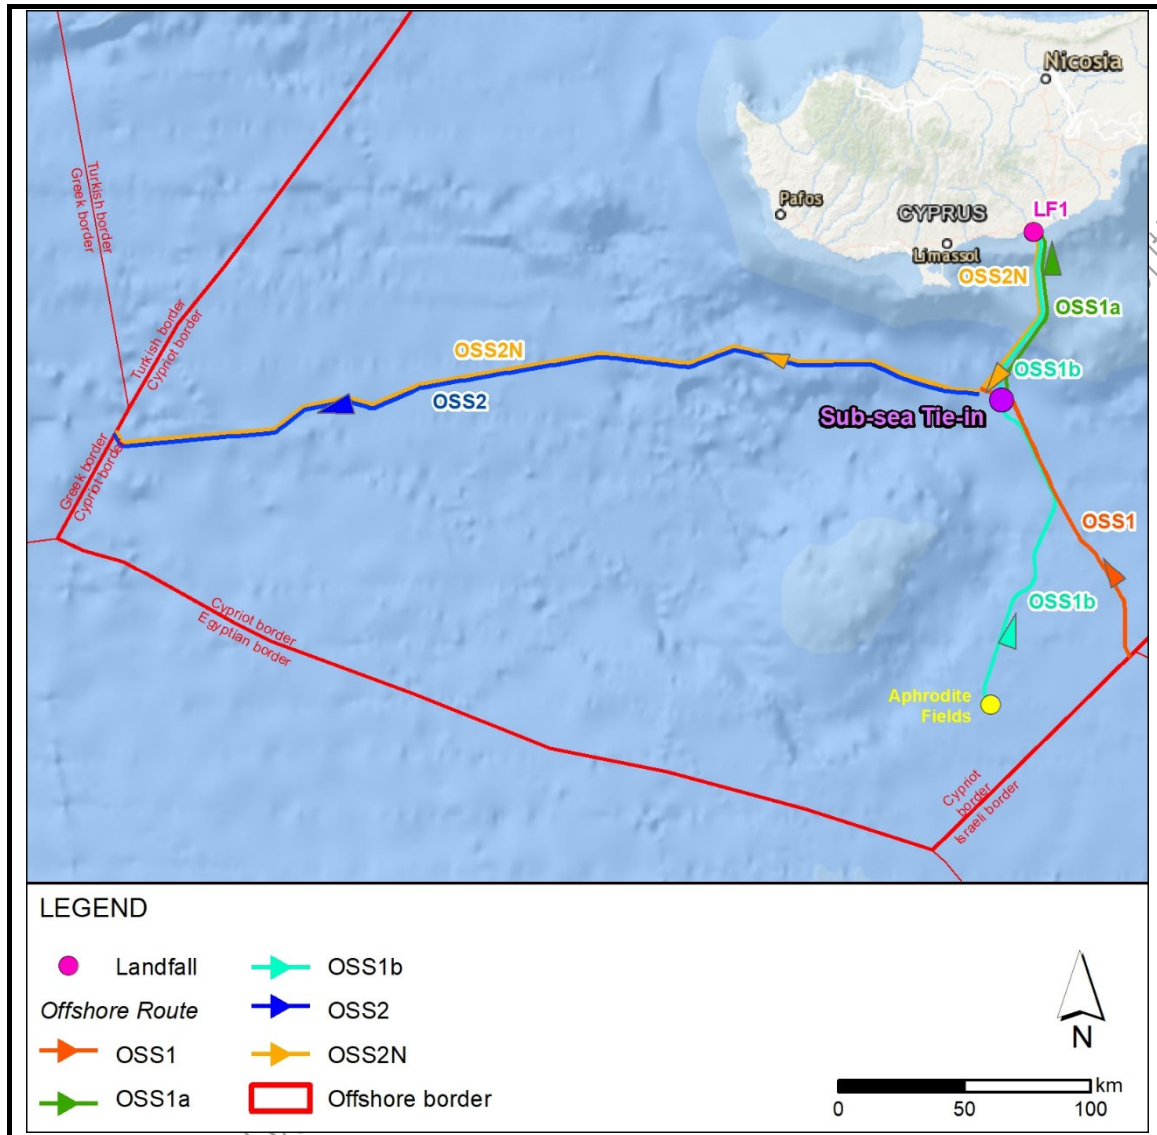 Nicosia
Turkish border
Greek border
Pafos
CYPRUS
LF1
Limassol
OSS2N
OSS1a
Turkish border
Cypriot border
OSS2N
OSS1b
OSS2
Sub-sea Tie-in
Greek border
Cypriot border
OSS1
Cypriot border
Egyptian border
OSS1b
Aphrodite
Fields
Cypriot
border
Israeli border
LEGEND
Landfall
Offshore Route
OSS1
OSS1a
OSS1b
OSS2
OSS2N
Offshore border
N
km
0 50 100